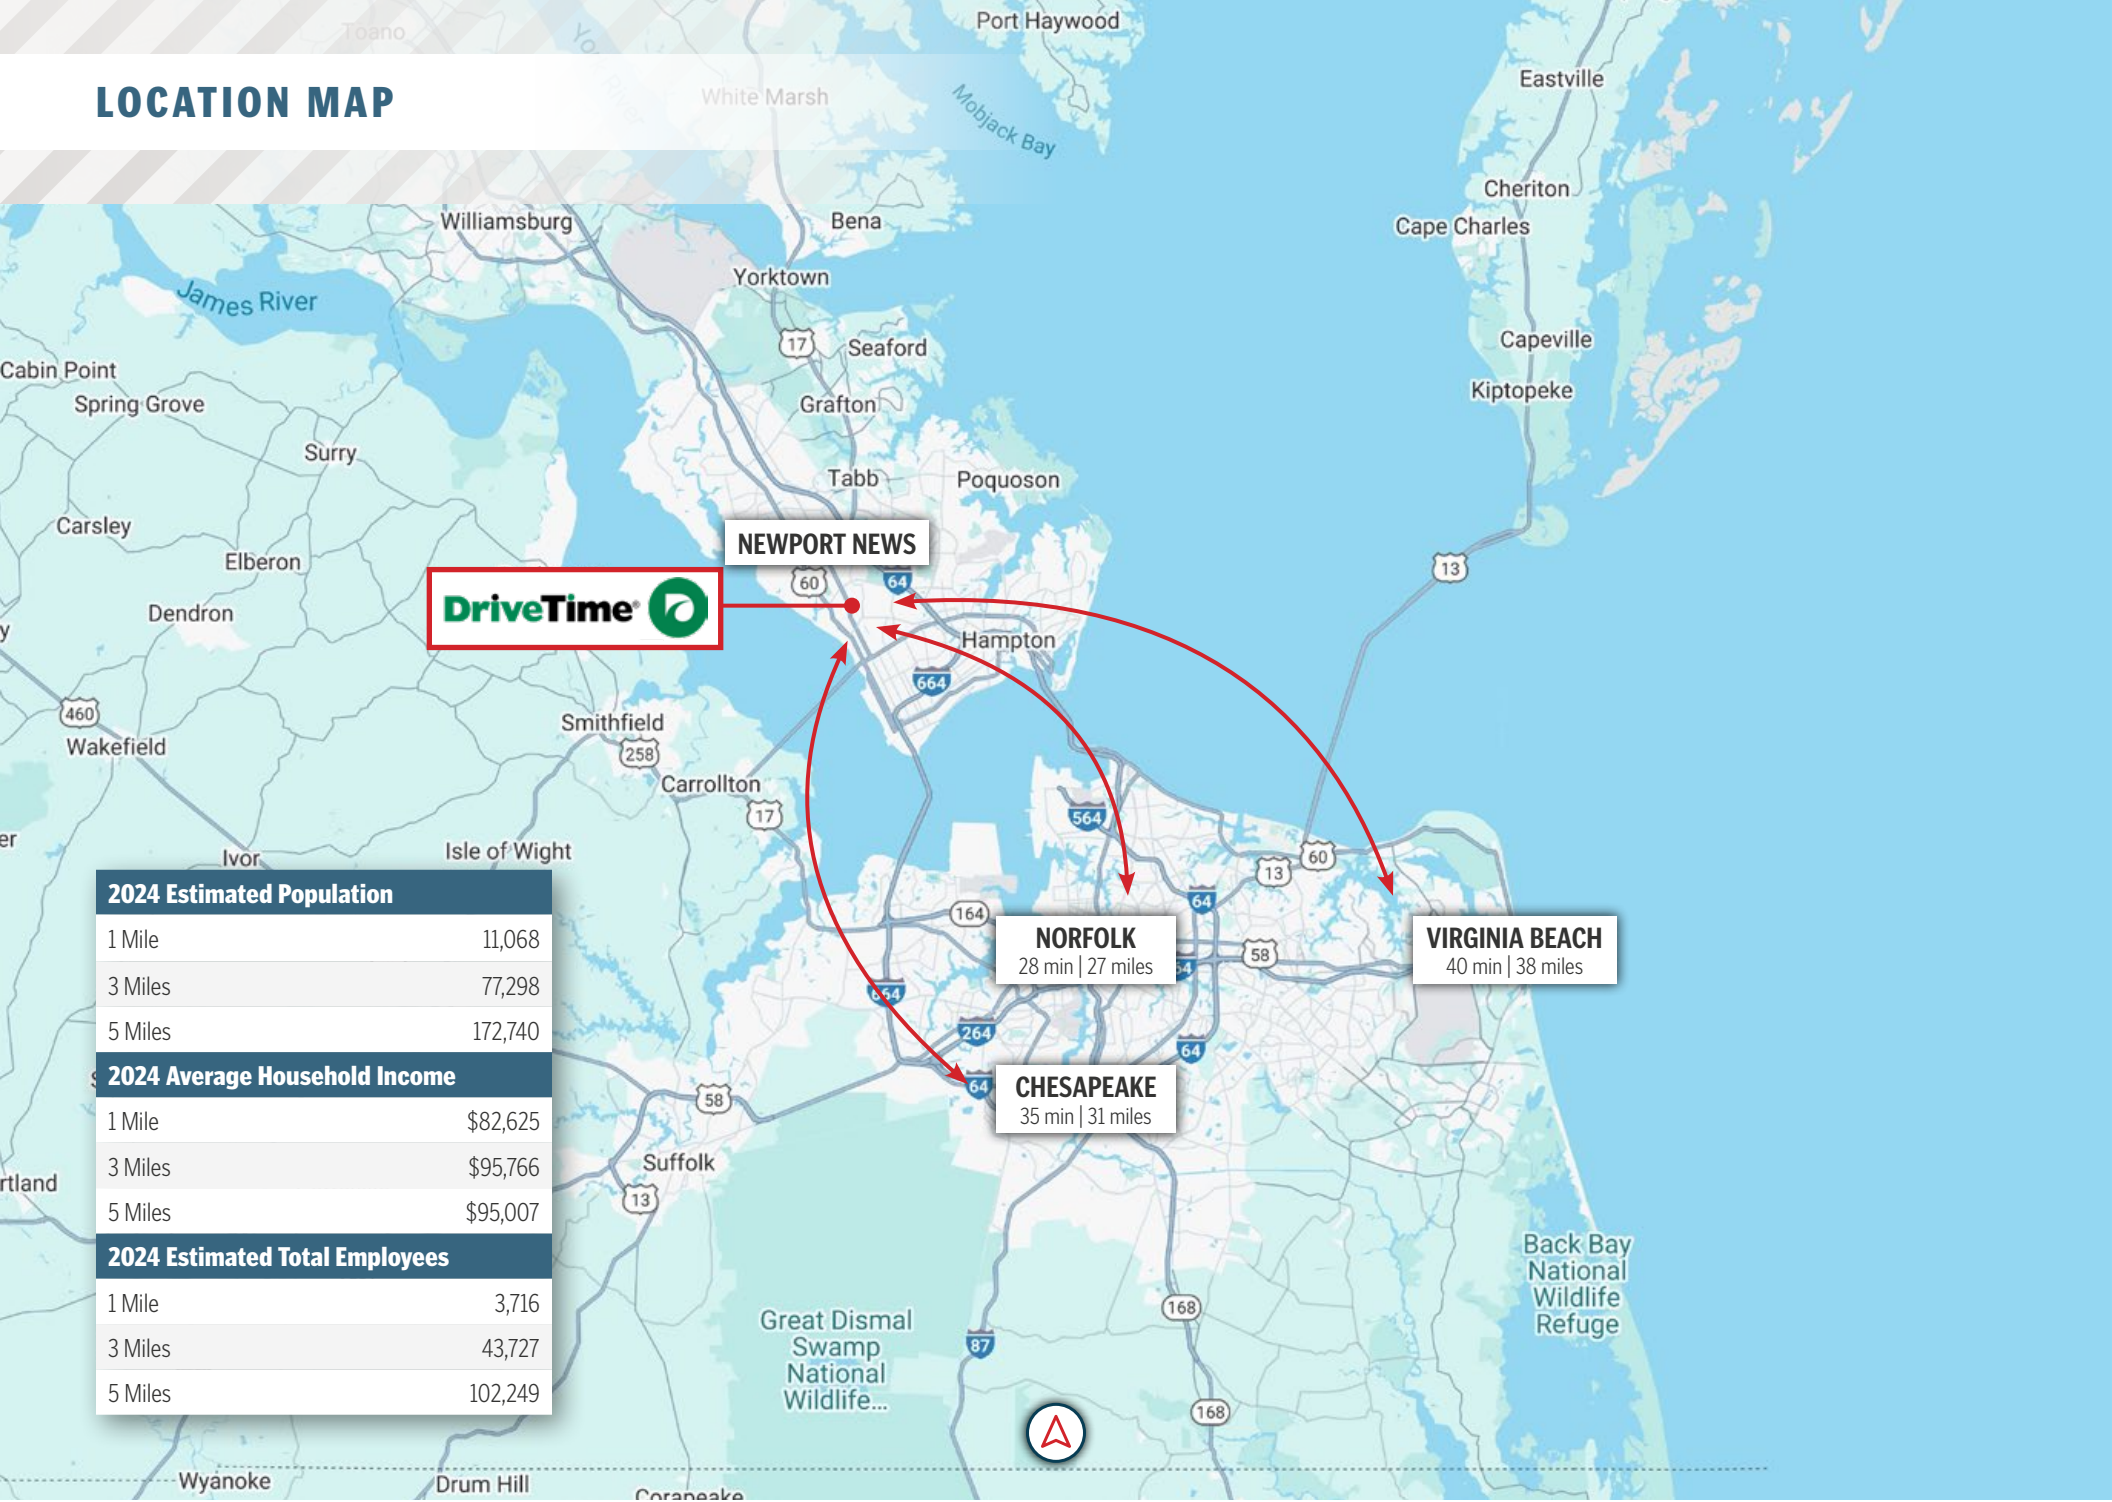 Toano
York River
Port Haywood
LOCATION MAP
White Marsh
Mobjack Bay
Eastville
Cheriton
Cape Charles
Williamsburg
Bena
Yorktown
James River
17
Seaford
Capeville
Cabin Point
Spring Grove
Grafton
Kiptopeke
Surry
Tabb
Poquoson
Carsley
NEWPORT NEWS
Elberon
60
64
13
DriveTime®
Dendron
Hampton
664
460
Smithfield
Wakefield
258
Carrollton
17
564
Ivor
Isle of Wight
60
13
64
164
NORFOLK
28 min | 27 miles
VIRGINIA BEACH
40 min | 38 miles
58
64
664
264
64
64
CHESAPEAKE
35 min | 31 miles
58
Suffolk
13
rtland
2024 Estimated Population
1 Mile 11,068
3 Miles 77,298
5 Miles 172,740
2024 Average Household Income
1 Mile $82,625
3 Miles $95,766
5 Miles $95,007
2024 Estimated Total Employees
1 Mile 3,716
3 Miles 43,727
5 Miles 102,249
Back Bay
National
Wildlife
Refuge
168
Great Dismal
Swamp
National
Wildlife...
87
168
Wyanoke
Drum Hill
Corapeake